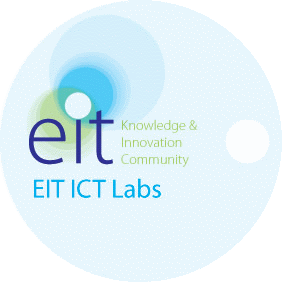 eit
Knowledge &
Innovation
Community
EIT ICT Labs